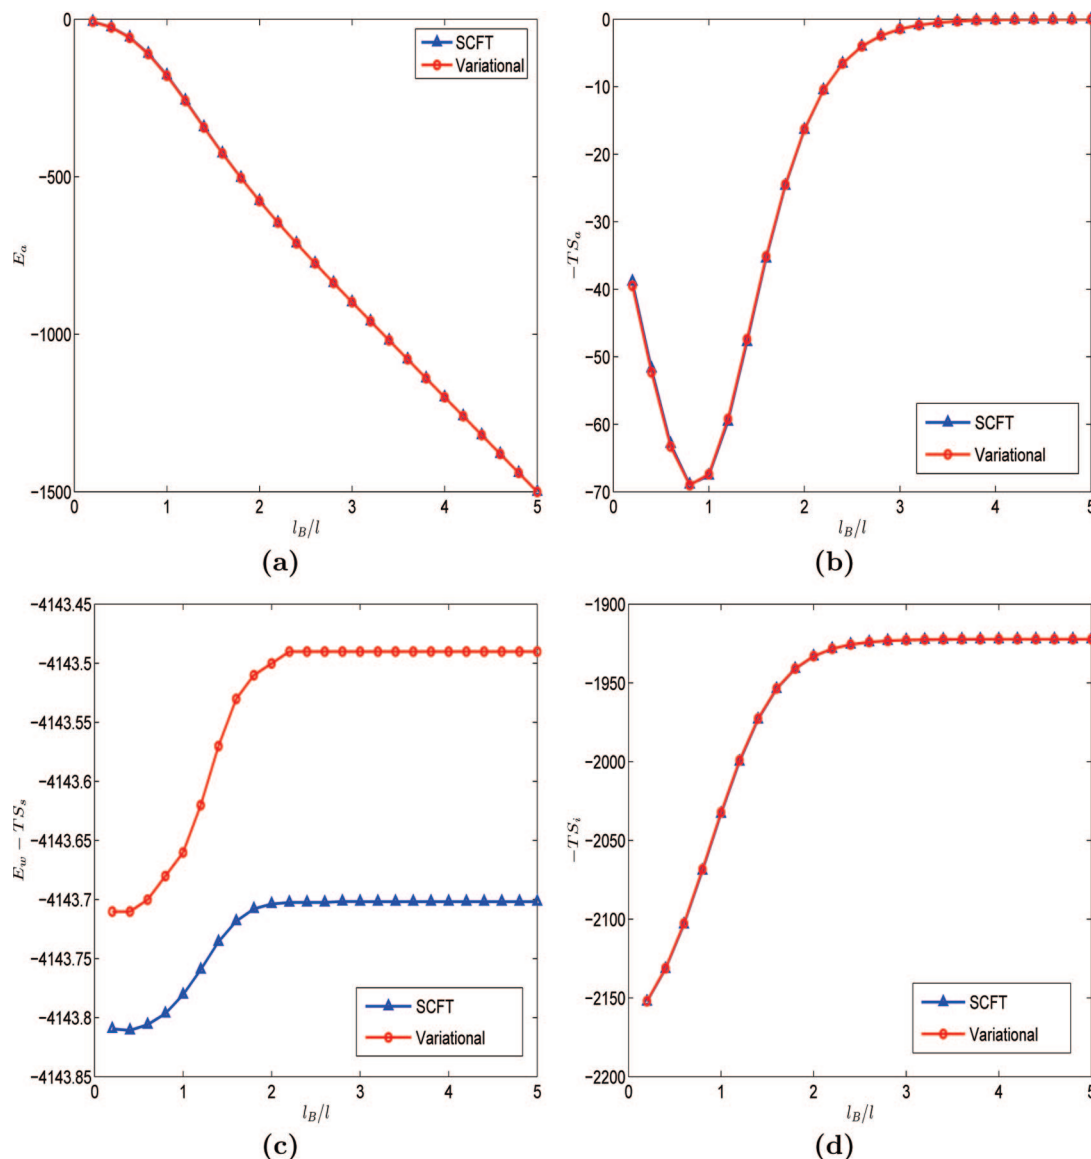 0
−500
−1000
−1500
E_a
0 1 2 3 4 5
l_B/l
SCFT
Variational
(a)
0
−10
−20
−30
−40
−50
−60
−70
−TS_a
0 1 2 3 4 5
l_B/l
SCFT
Variational
(b)
−4143.45
−4143.5
−4143.55
−4143.6
−4143.65
−4143.7
−4143.75
−4143.8
−4143.85
E_w − TS_s
0 1 2 3 4 5
l_B/l
SCFT
Variational
(c)
−1900
−1950
−2000
−2050
−2100
−2150
−2200
−TS_i
0 1 2 3 4 5
l_B/l
SCFT
Variational
(d)